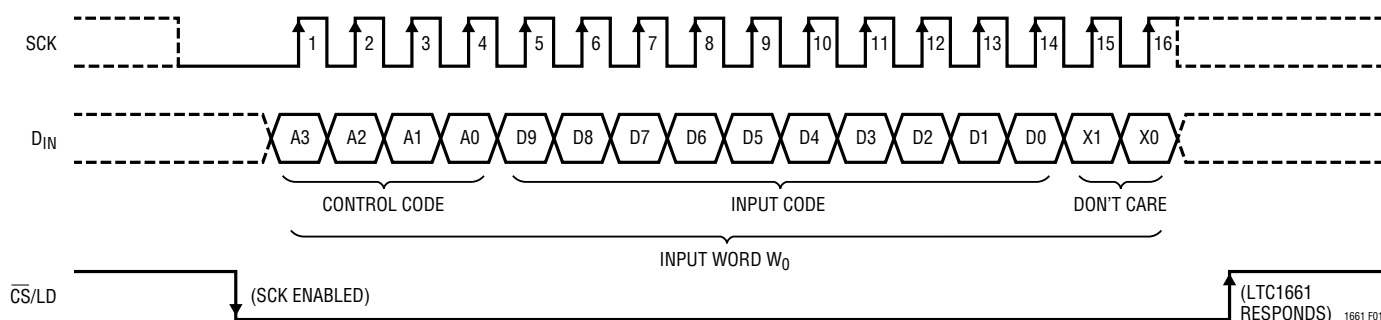 SCK 1 2 3 4 5 6 7 8 9 10 11 12 13 14 15 16
DIN A3 A2 A1 A0 D9 D8 D7 D6 D5 D4 D3 D2 D1 D0 X1 X0
CONTROL CODE INPUT CODE DON'T CARE
INPUT WORD W0
CS/LD (SCK ENABLED) (LTC1661
RESPONDS) 1661 F01